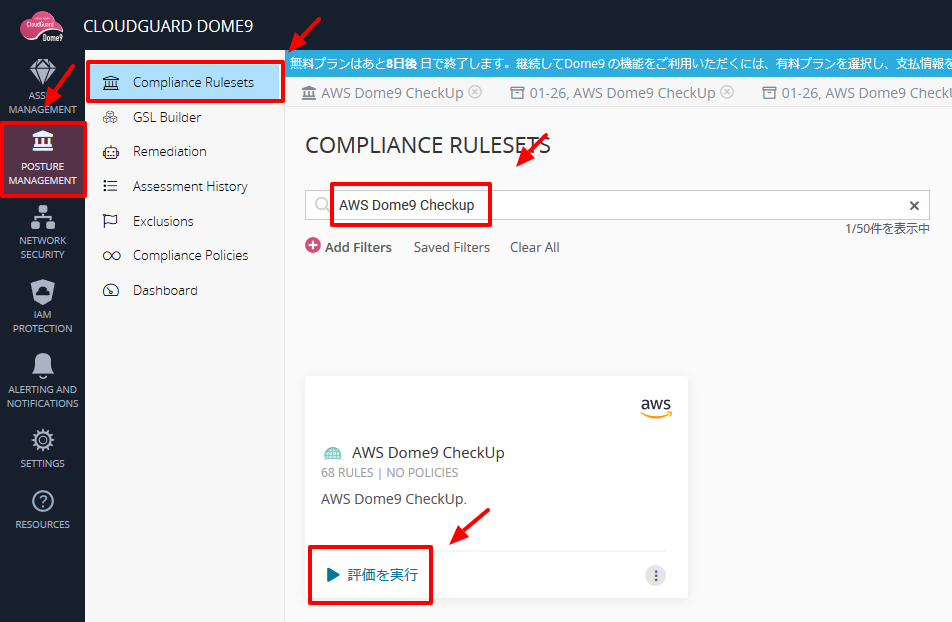 CloudGuard
Dome9
CLOUDGUARD DOME9
MANAGEMENT
POSTURE
MANAGEMENT
NETWORK
SECURITY
IAM
PROTECTION
ALERTING AND
NOTIFICATIONS
SETTINGS
RESOURCES
Compliance Rulesets
GSL Builder
Remediation
Assessment History
Exclusions
Compliance Policies
Dashboard
無料プランはあと8日後 日で終了します。継続してDome9 の機能をご利用いただくには、有料プランを選択し、支払情報を
AWS Dome9 CheckUp
01-26, AWS Dome9 CheckUp
01-26, AWS Dome9 CheckU
COMPLIANCE RULESETS
AWS Dome9 Checkup
1/50件を表示中
Add Filters
Saved Filters
Clear All
aws
AWS Dome9 CheckUp
68 RULES | NO POLICIES
AWS Dome9 CheckUp.
評価を実行